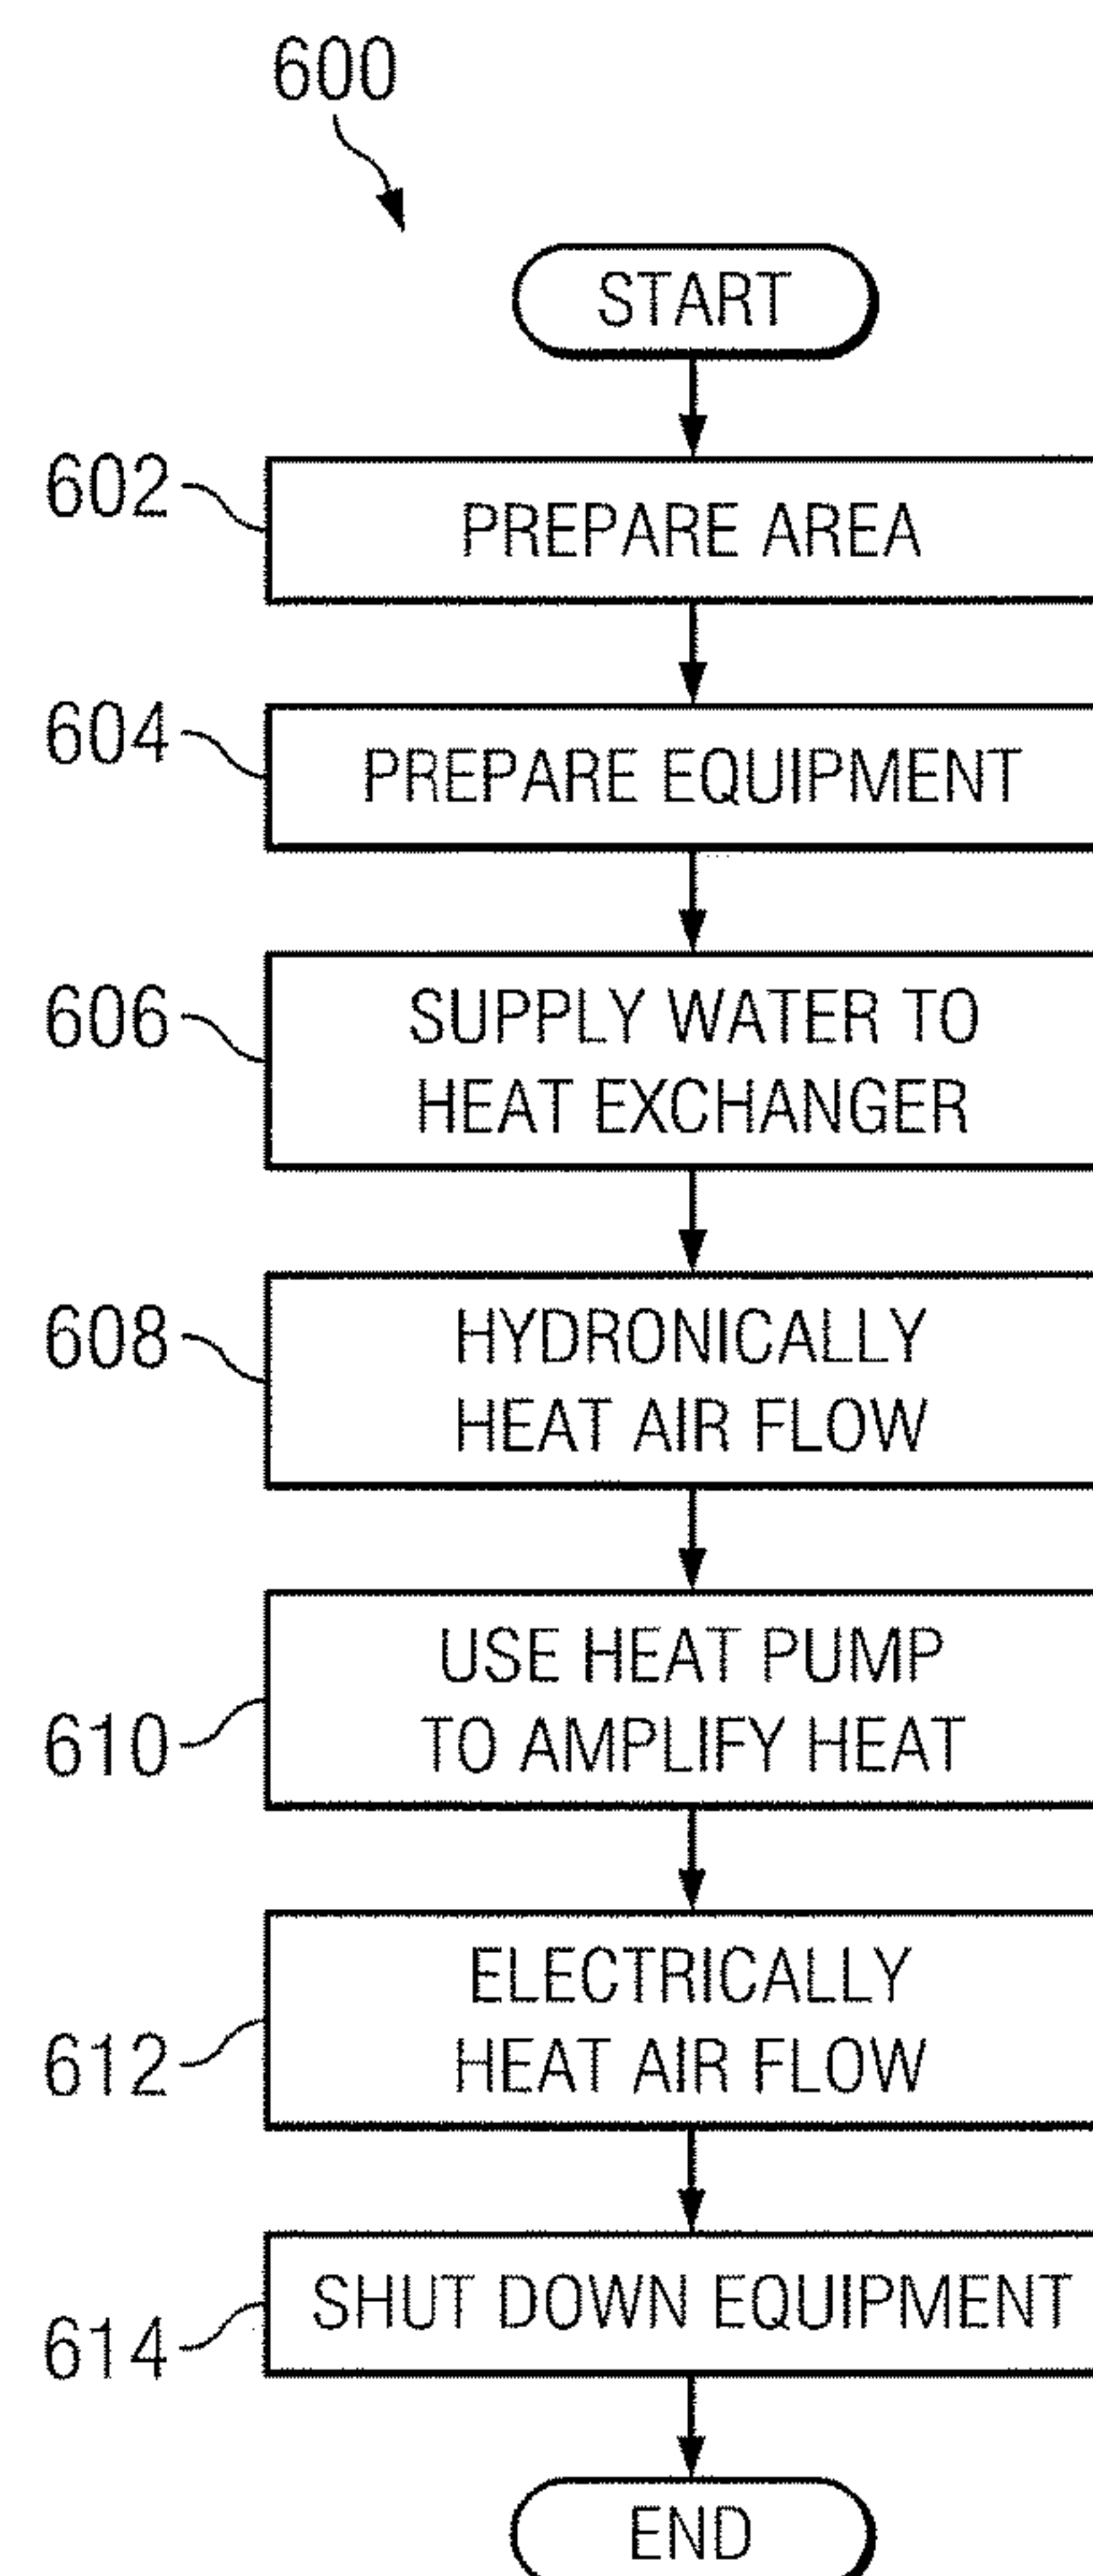 600
START
602
PREPARE AREA
604
PREPARE EQUIPMENT
606
SUPPLY WATER TO
HEAT EXCHANGER
608
HYDRONICALLY
HEAT AIR FLOW
610
USE HEAT PUMP
TO AMPLIFY HEAT
612
ELECTRICALLY
HEAT AIR FLOW
614
SHUT DOWN EQUIPMENT
END